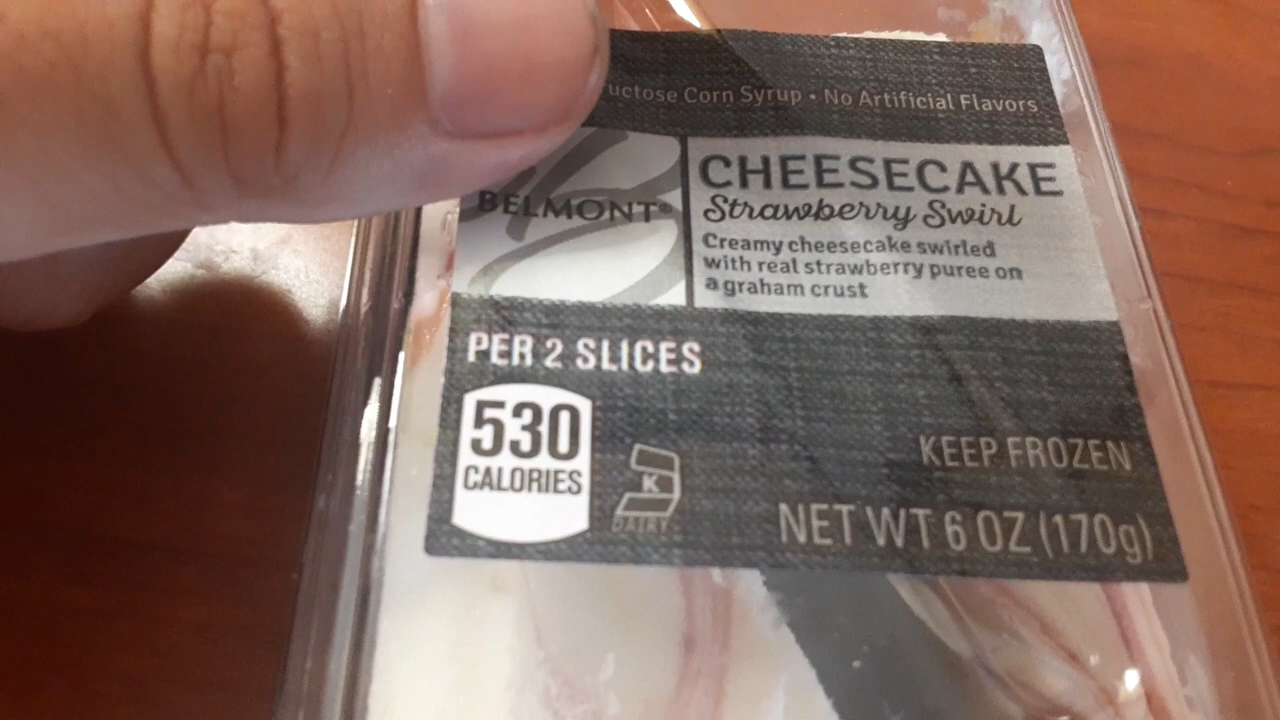 Corn Syrup • No Artificial Flavors
BELMONT®
CHEESECAKE
Strawberry Swirl
Creamy cheesecake swirled
with real strawberry puree on
a graham crust
PER 2 SLICES
530
CALORIES
K
DAIRY
KEEP FROZEN
NET WT 6 OZ (170g)